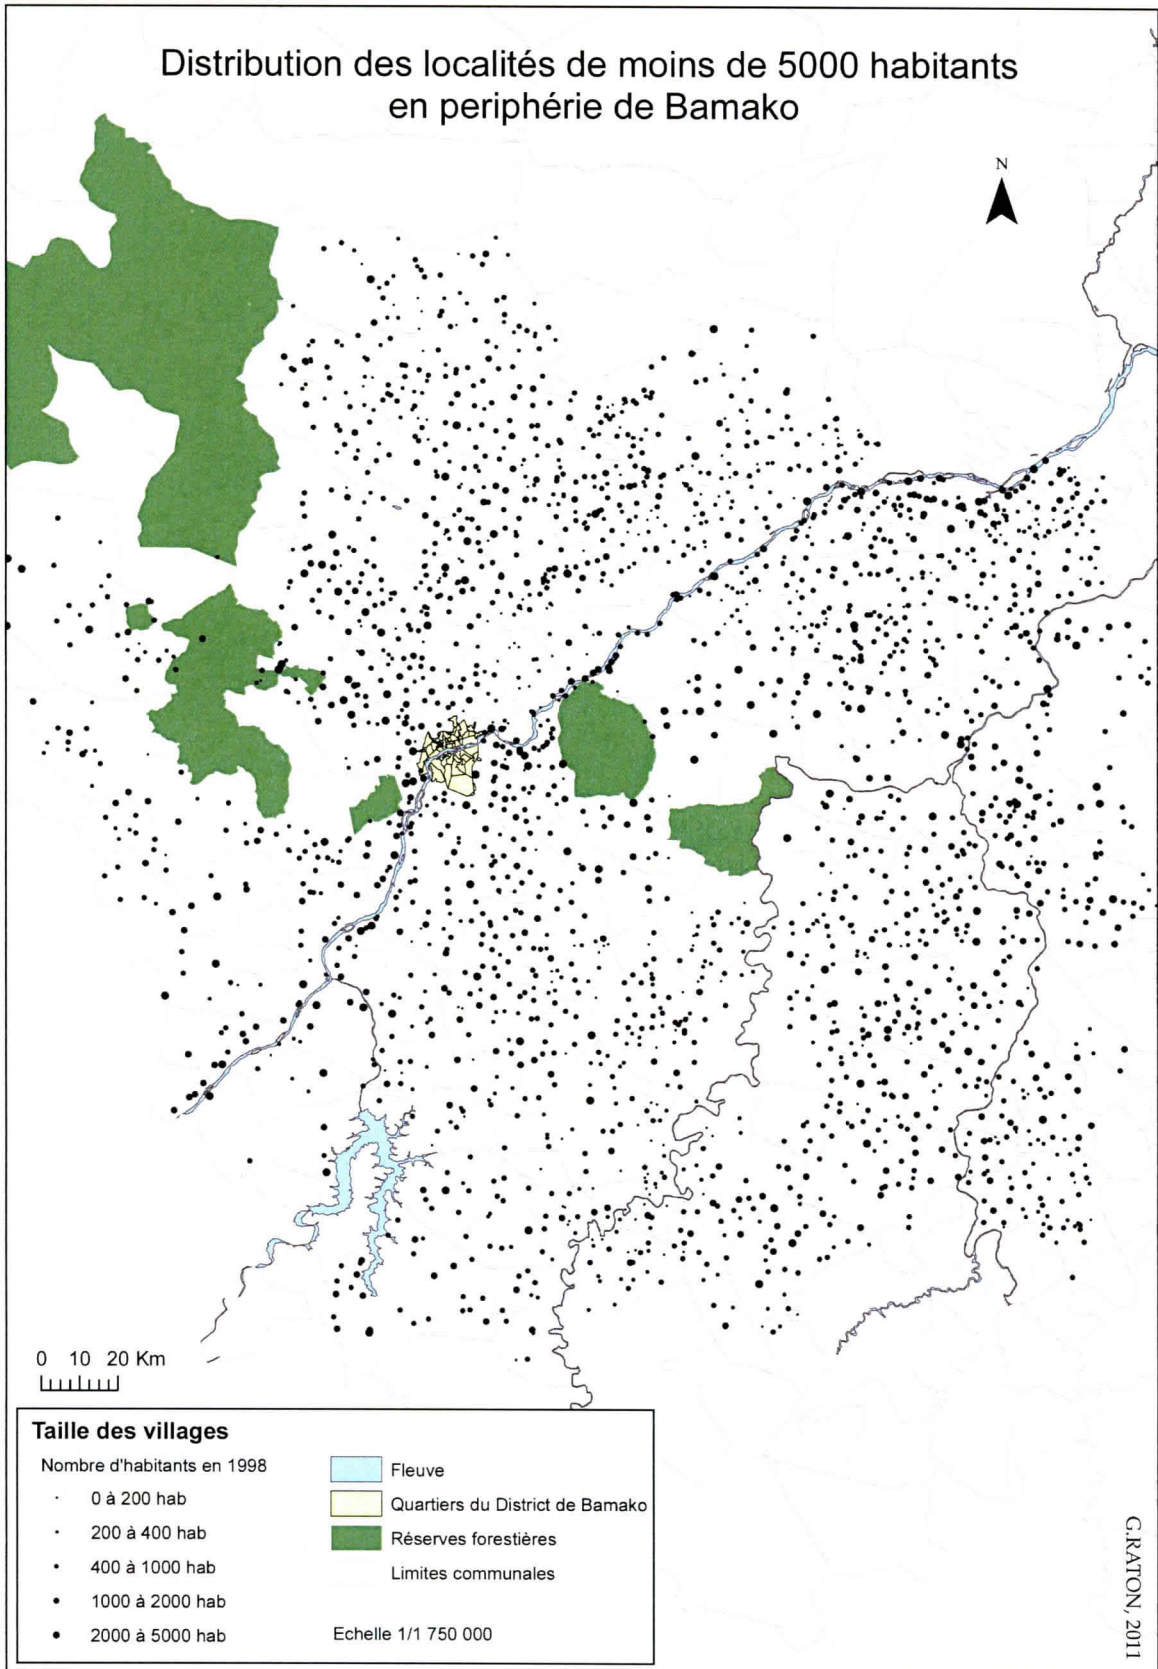 Distribution des localités de moins de 5000 habitants
en periphérie de Bamako
N
0 10 20 Km
Taille des villages
Nombre d'habitants en 1998
0 à 200 hab
200 à 400 hab
400 à 1000 hab
1000 à 2000 hab
2000 à 5000 hab
Fleuve
Quartiers du District de Bamako
Réserves forestières
Limites communales
Echelle 1/1 750 000
G.RATON, 2011